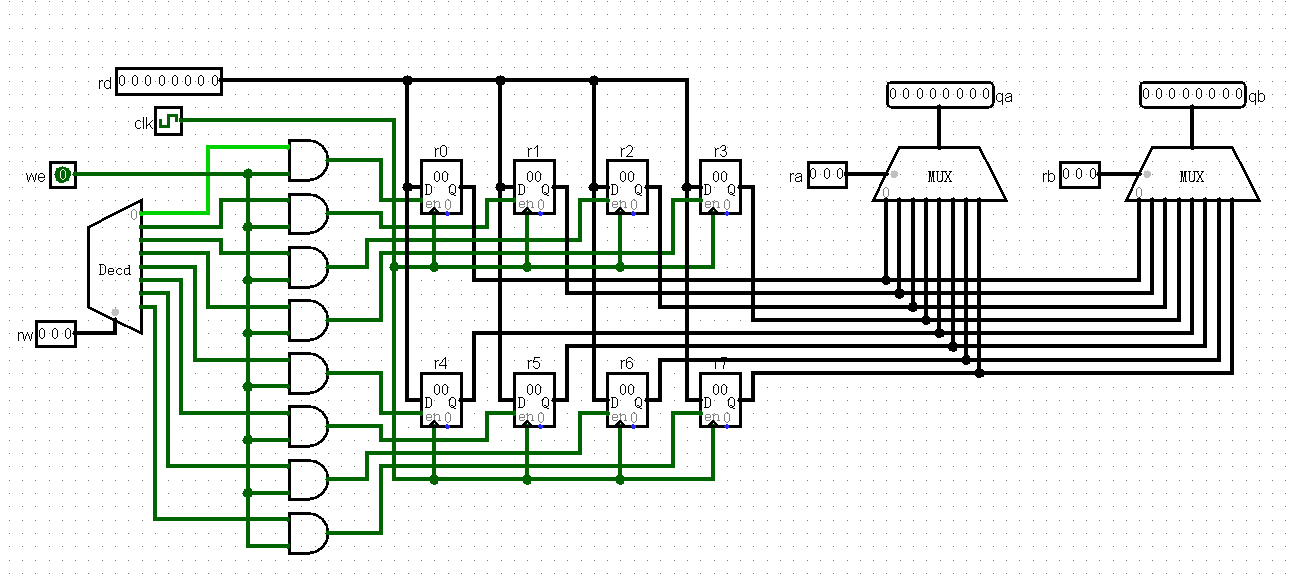 rd 0 0 0 0 0 0 0 0
0 0 0 0 0 0 0 0 qa
0 0 0 0 0 0 0 0 qb
clk
r0 r1 r2 r3
we 0
00 00 00 00
ra 0 0 0 MUX
rb 0 0 0 MUX
D Q D Q D Q D Q
0 0
en 0 en 0 en 0 en 0
0
Decd
rw 0 0 0
r4 r5 r6 r7
00 00 00 00
D Q D Q D Q D Q
en 0 en 0 en 0 en 0